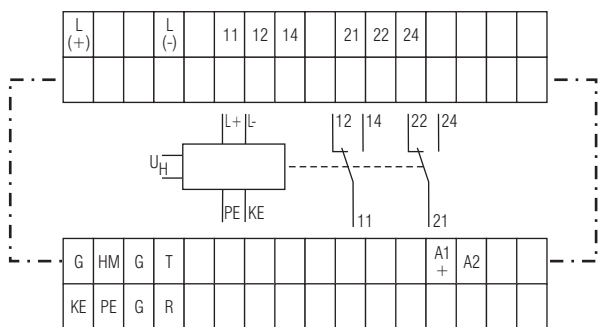 L (+) L (-) 11 12 14 21 22 24
L+ L- 12 14 22 24
UH
PE KE 11 21
G HM G T A1 + A2
KE PE G R